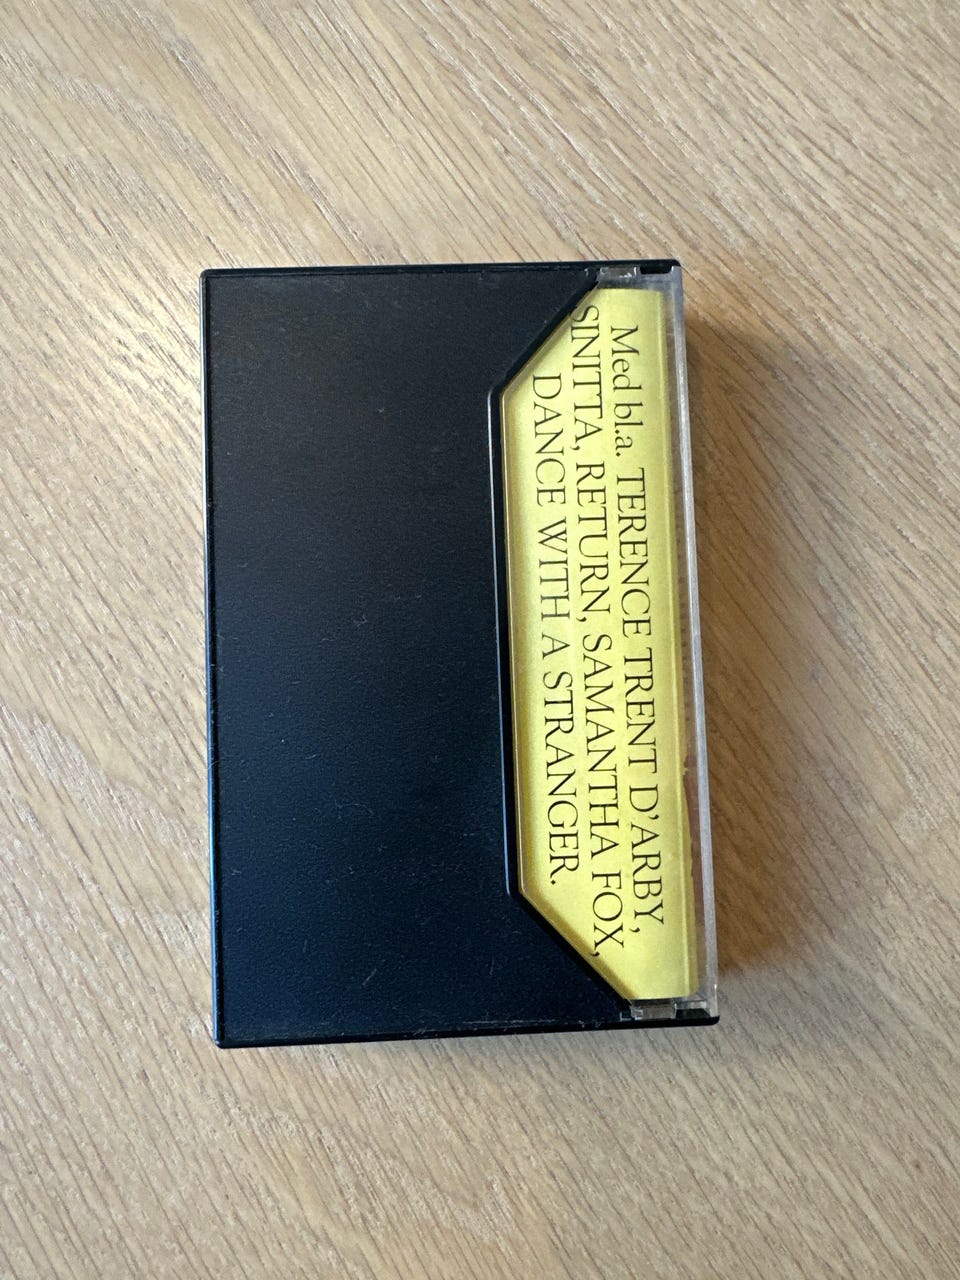 Med bl.a. TERENCE TRENT D'ARBY,
SINITTA, RETURN, SAMANTHA FOX,
DANCE WITH A STRANGER.